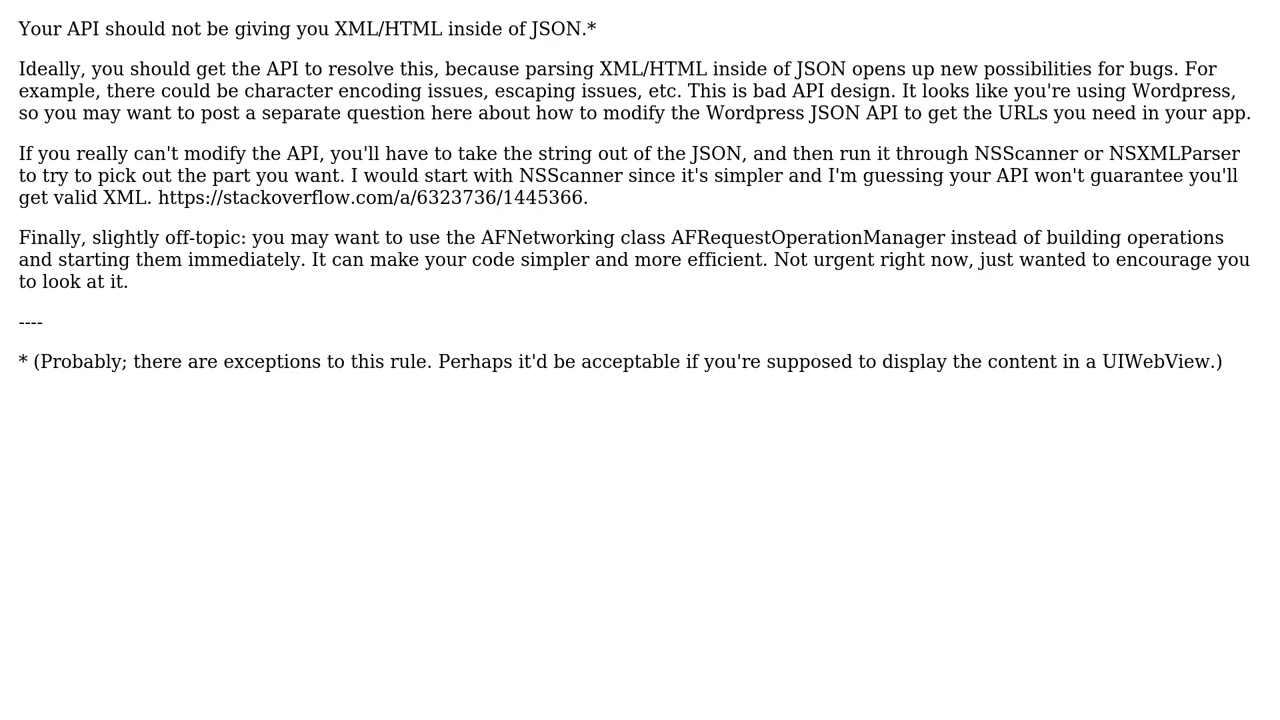 Your API should not be giving you XML/HTML inside of JSON.*
Ideally, you should get the API to resolve this, because parsing XML/HTML inside of JSON opens up new possibilities for bugs. For
example, there could be character encoding issues, escaping issues, etc. This is bad API design. It looks like you're using Wordpress,
so you may want to post a separate question here about how to modify the Wordpress JSON API to get the URLs you need in your app.
If you really can't modify the API, you'll have to take the string out of the JSON, and then run it through NSScanner or NSXMLParser
to try to pick out the part you want. I would start with NSScanner since it's simpler and I'm guessing your API won't guarantee you'll
get valid XML. https://stackoverflow.com/a/6323736/1445366.
Finally, slightly off-topic: you may want to use the AFNetworking class AFRequestOperationManager instead of building operations
and starting them immediately. It can make your code simpler and more efficient. Not urgent right now, just wanted to encourage you
to look at it.
----
* (Probably; there are exceptions to this rule. Perhaps it'd be acceptable if you're supposed to display the content in a UIWebView.)